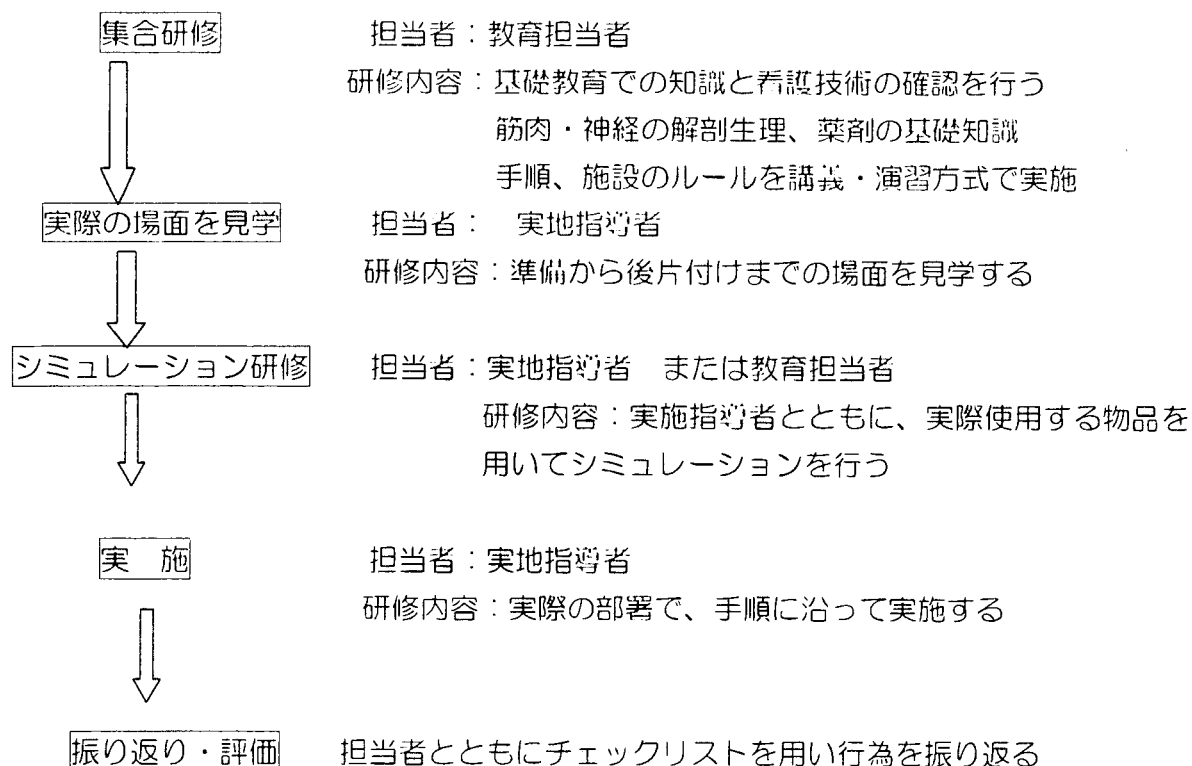 集合研修 担当者：教育担当者
研修内容：基礎教育での知識と看護技術の確認を行う
筋肉・神経の解剖生理、薬剤の基礎知識
手順、施設のルールを講義・演習方式で実施
実際の場面を見学 担当者： 実地指導者
研修内容：準備から後片付けまでの場面を見学する
シミュレーション研修 担当者：実地指導者 または教育担当者
研修内容：実施指導者とともに、実際使用する物品を
用いてシミュレーションを行う
実 施 担当者：実地指導者
研修内容：実際の部署で、手順に沿って実施する
振り返り・評価 担当者とともにチェックリストを用い行為を振り返る